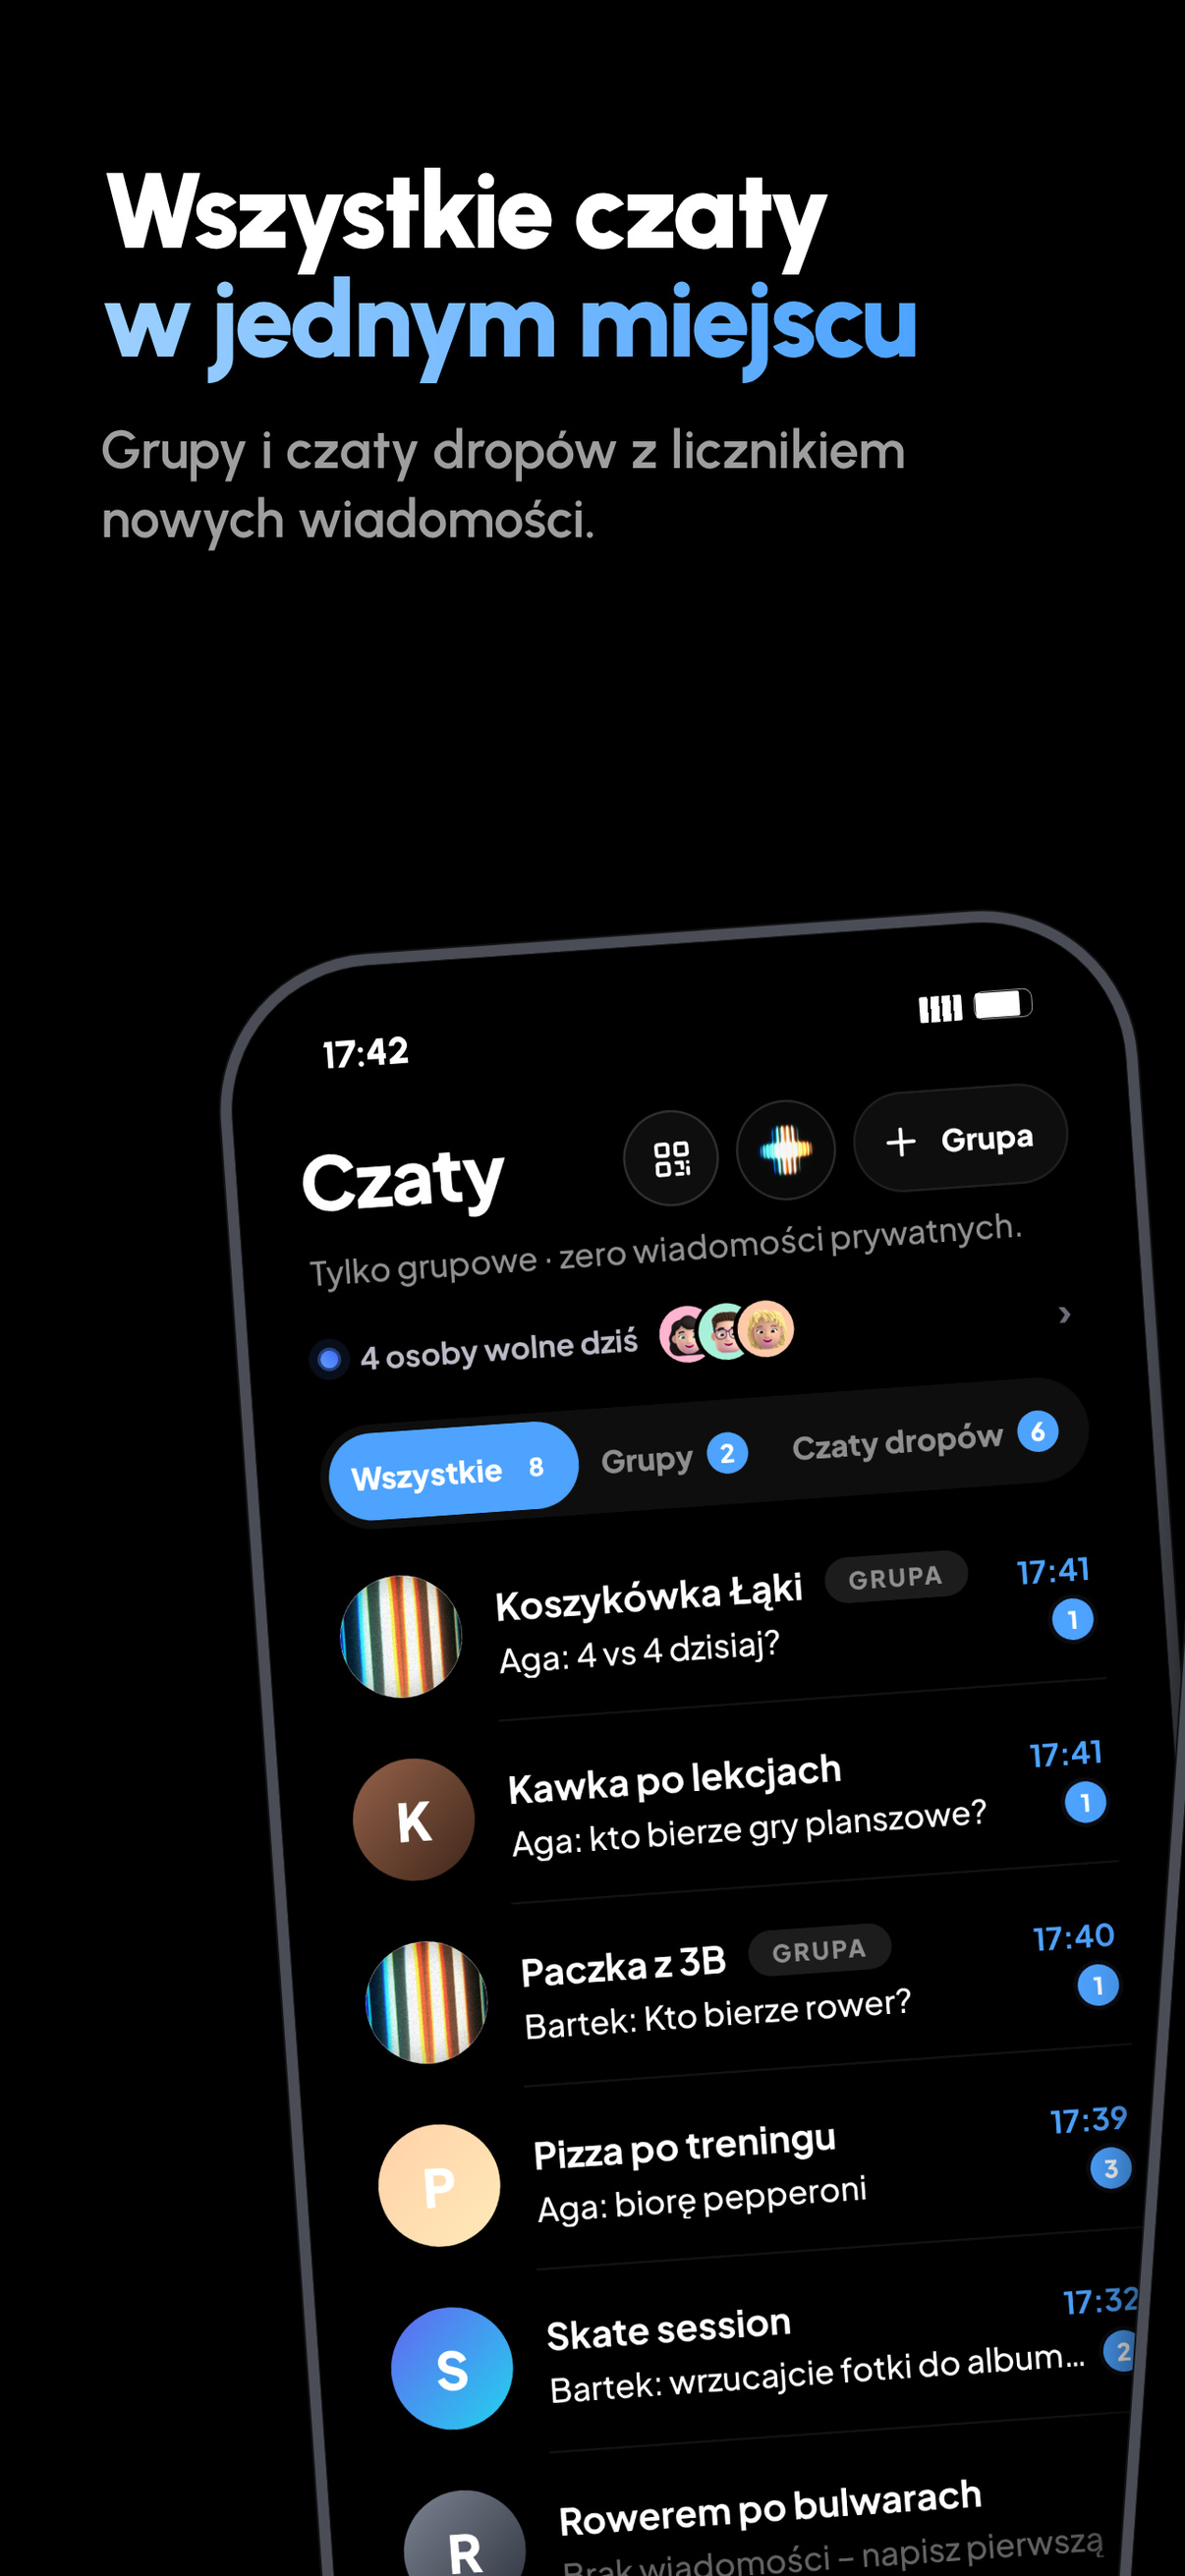 Wszystkie czaty
w jednym miejscu
Grupy i czaty dropów z licznikiem
nowych wiadomości.
17:42
Czaty
+ Grupa
Tylko grupowe · zero wiadomości prywatnych.
4 osoby wolne dziś ›
Wszystkie 8 Grupy 2 Czaty dropów 6
Koszykówka Łąki GRUPA 17:41
Aga: 4 vs 4 dzisiaj? 1
K
Kawka po lekcjach 17:41
Aga: kto bierze gry planszowe? 1
Paczka z 3B GRUPA 17:40
Bartek: Kto bierze rower? 1
P
Pizza po treningu 17:39
Aga: biorę pepperoni 3
S
Skate session 17:32
Bartek: wrzucajcie fotki do album... 2
R
Rowerem po bulwarach
Brak wiadomości – napisz pierwszą